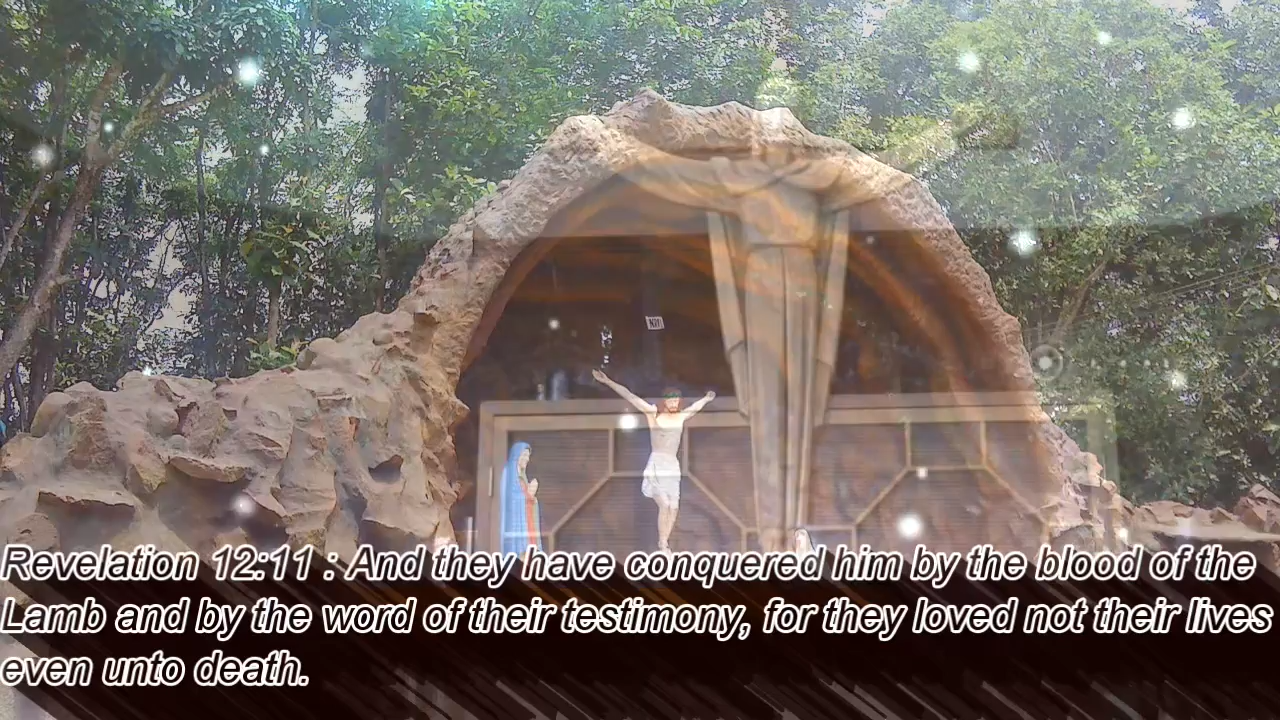 INRI
Revelation 12:11 : And they have conquered him by the blood of the
Lamb and by the word of their testimony, for they loved not their lives
even unto death.